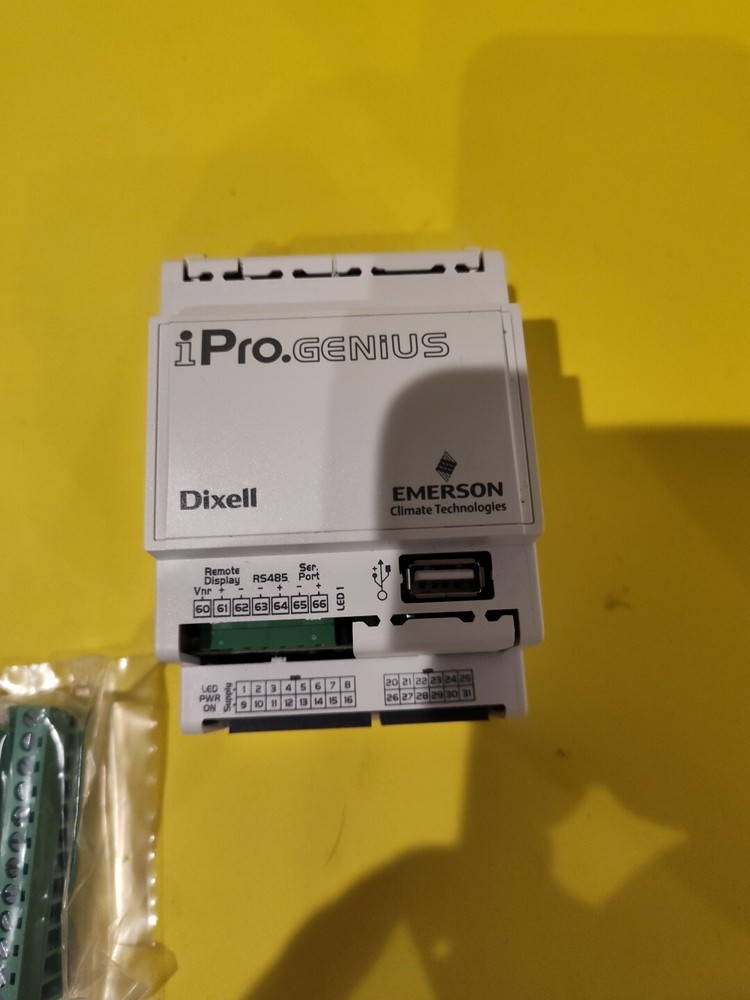 iPro.GENIUS
Dixell
EMERSON
Climate Technologies
Remote Display RS485 Ser. Port
Vnr + - - + - +
60 61 62 63 64 65 66
LED1
LED PWR ON
Supply
1 2 3 4 5 6 7 8
9 10 11 12 13 14 15 16
20 21 22 23 24 25
26 27 28 29 30 31